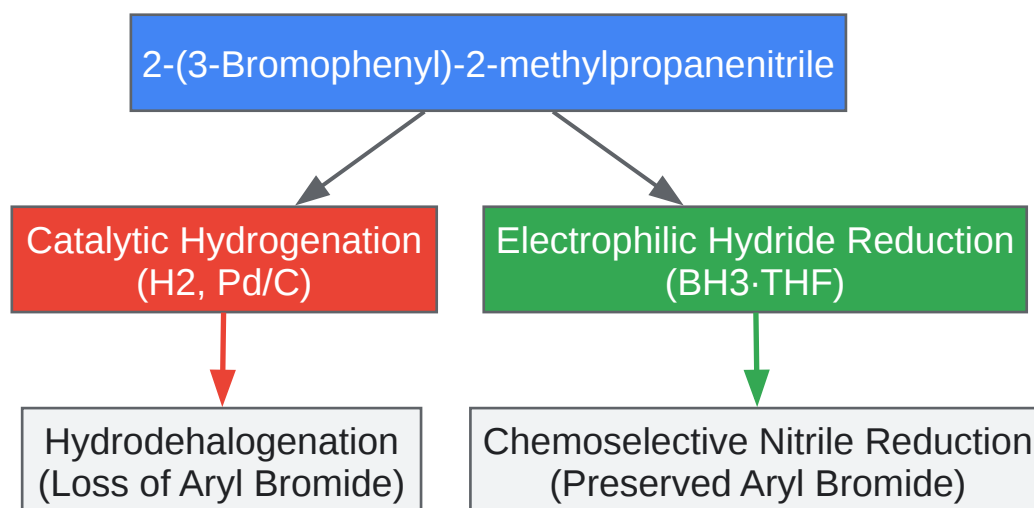 2-(3-Bromophenyl)-2-methylpropanenitrile
Catalytic Hydrogenation
(H2, Pd/C)
Electrophilic Hydride Reduction
(BH3·THF)
Hydrodehalogenation
(Loss of Aryl Bromide)
Chemoselective Nitrile Reduction
(Preserved Aryl Bromide)